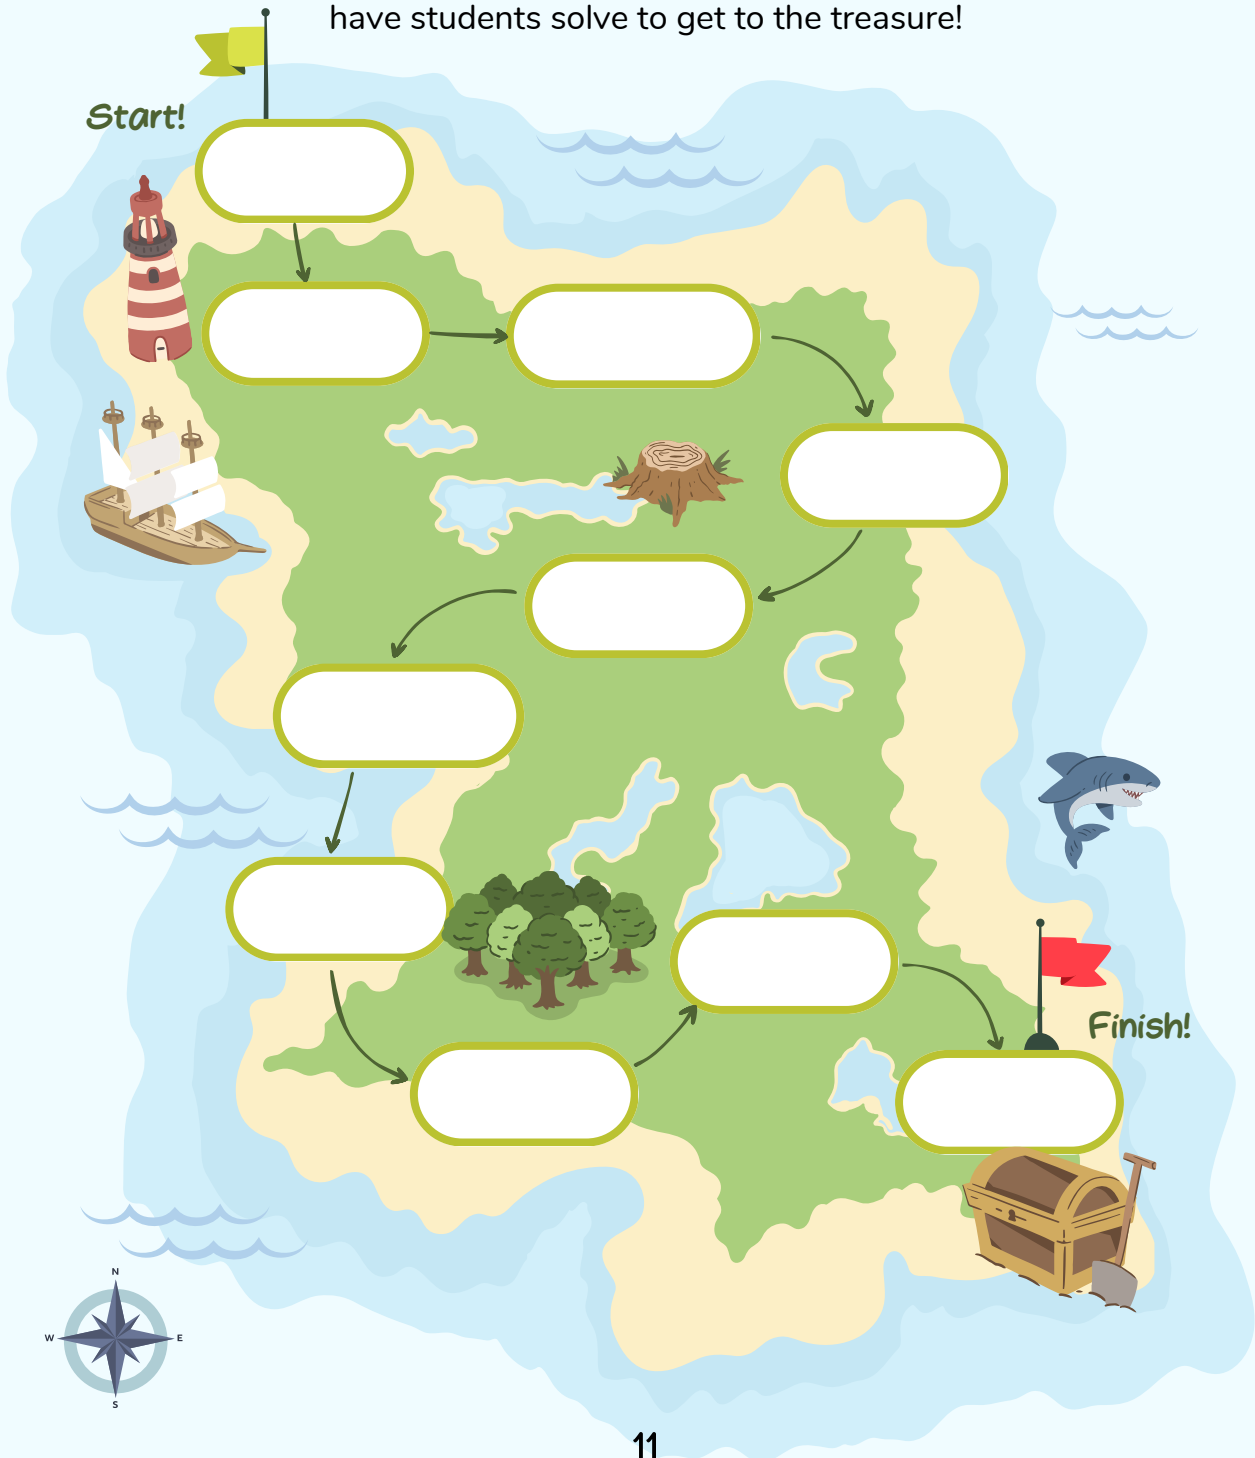 have students solve to get to the treasure!
Start!
Finish!
N
W E
S
11